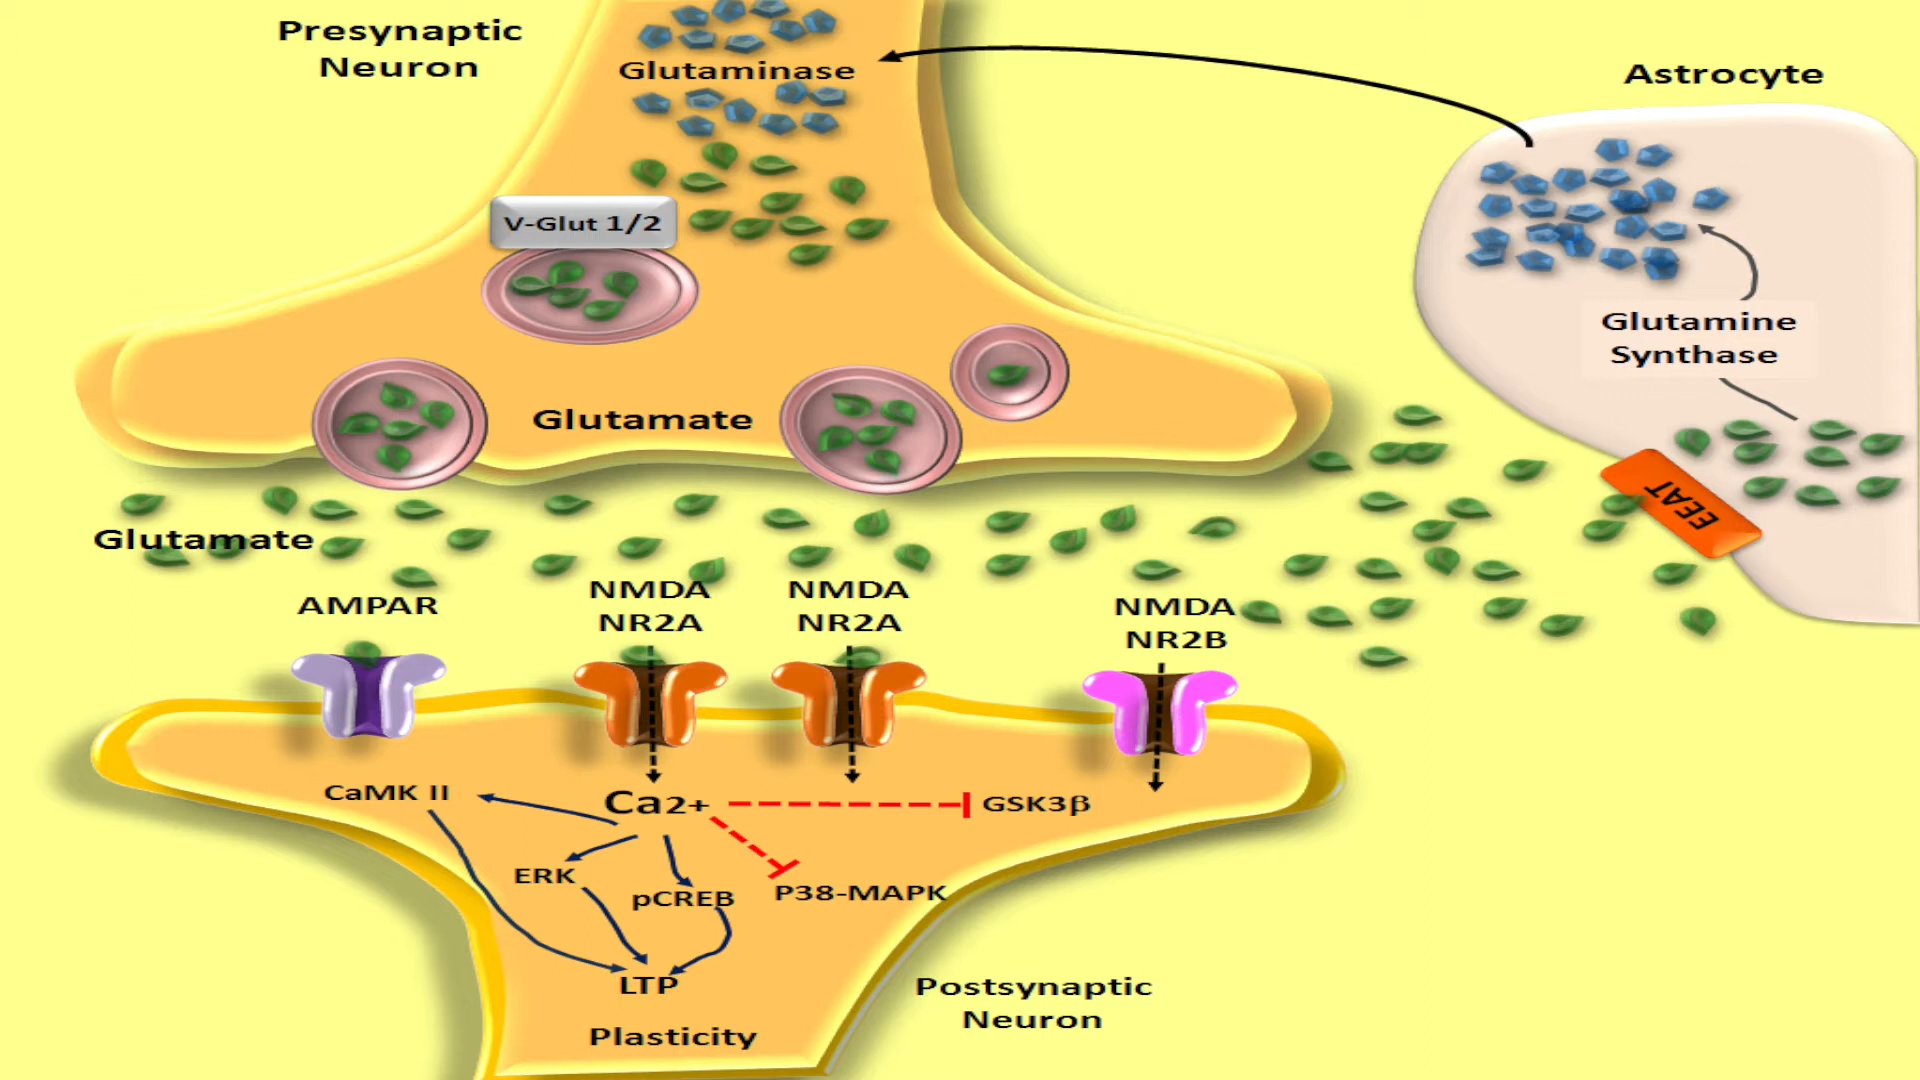 Presynaptic
Neuron
Glutaminase
Astrocyte
V-Glut 1/2
Glutamine
Synthase
Glutamate
EEAT
Glutamate
AMPAR
NMDA
NR2A
NMDA
NR2A
NMDA
NR2B
CaMK II
Ca2+
GSK3β
ERK
pCREB
P38-MAPK
LTP
Plasticity
Postsynaptic
Neuron